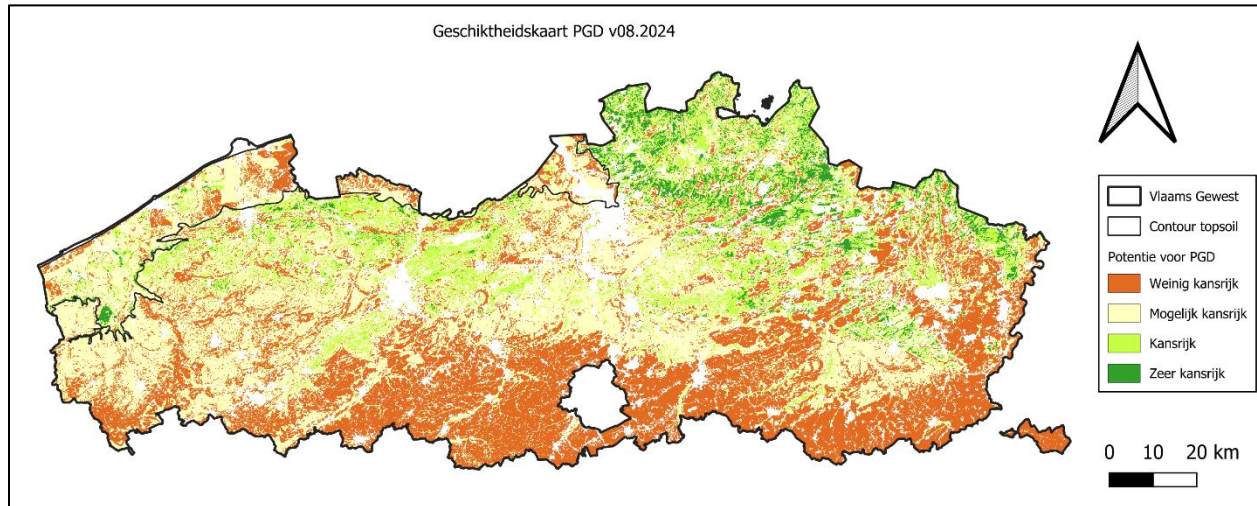 Geschiktheidskaart PGD v08.2024
Vlaams Gewest
Contour topsoil
Potentie voor PGD
Weinig kansrijk
Mogelijk kansrijk
Kansrijk
Zeer kansrijk
0 10 20 km